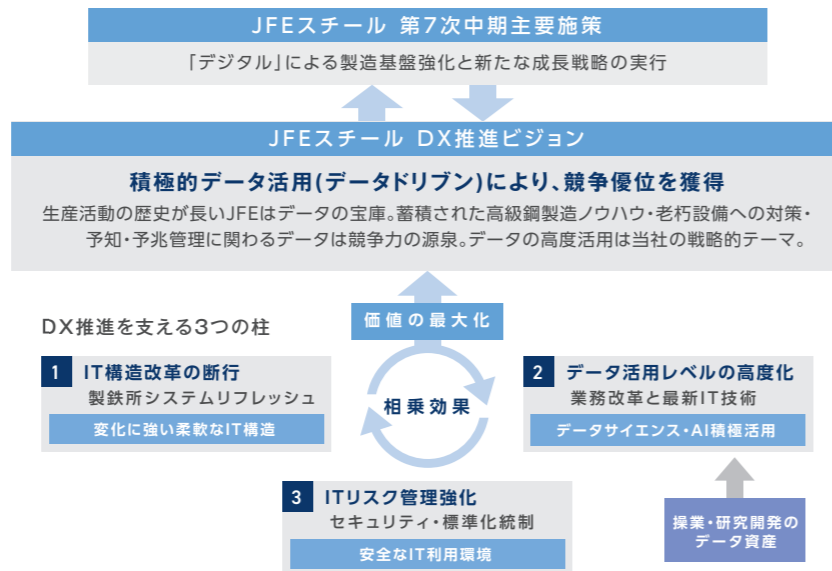 JFEスチール 第7次中期主要施策
「デジタル」による製造基盤強化と新たな成長戦略の実行
JFEスチール DX推進ビジョン
積極的データ活用(データドリブン)により、競争優位を獲得
生産活動の歴史が長いJFEはデータの宝庫。蓄積された高級鋼製造ノウハウ・老朽設備への対策・
予知・予兆管理に関わるデータは競争力の源泉。データの高度活用は当社の戦略的テーマ。
価値の最大化
DX推進を支える3つの柱
1 IT構造改革の断行
製鉄所システムリフレッシュ
変化に強い柔軟なIT構造
相乗効果
2 データ活用レベルの高度化
業務改革と最新IT技術
データサイエンス・AI積極活用
3 ITリスク管理強化
セキュリティ・標準化統制
安全なIT利用環境
操業・研究開発の
データ資産